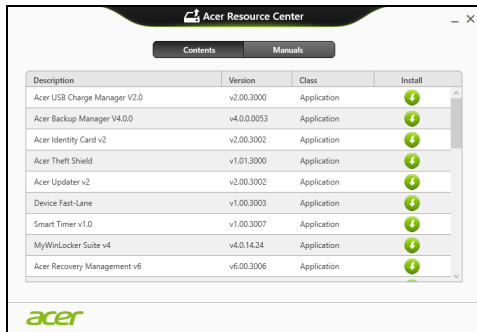 Acer Resource Center
Contents Manuals
Description Version Class Install
Acer USB Charge Manager V2.0 v2.00.3000 Application
Acer Backup Manager V4.0.0 v4.0.0.0053 Application
Acer Identity Card v2 v2.00.3002 Application
Acer Theft Shield v1.01.3000 Application
Acer Updater v2 v2.00.3002 Application
Device Fast-Lane v1.00.3003 Application
Smart Timer v1.0 v1.00.3007 Application
MyWinLocker Suite v4 v4.0.14.24 Application
Acer Recovery Management v6 v6.00.3006 Application
acer